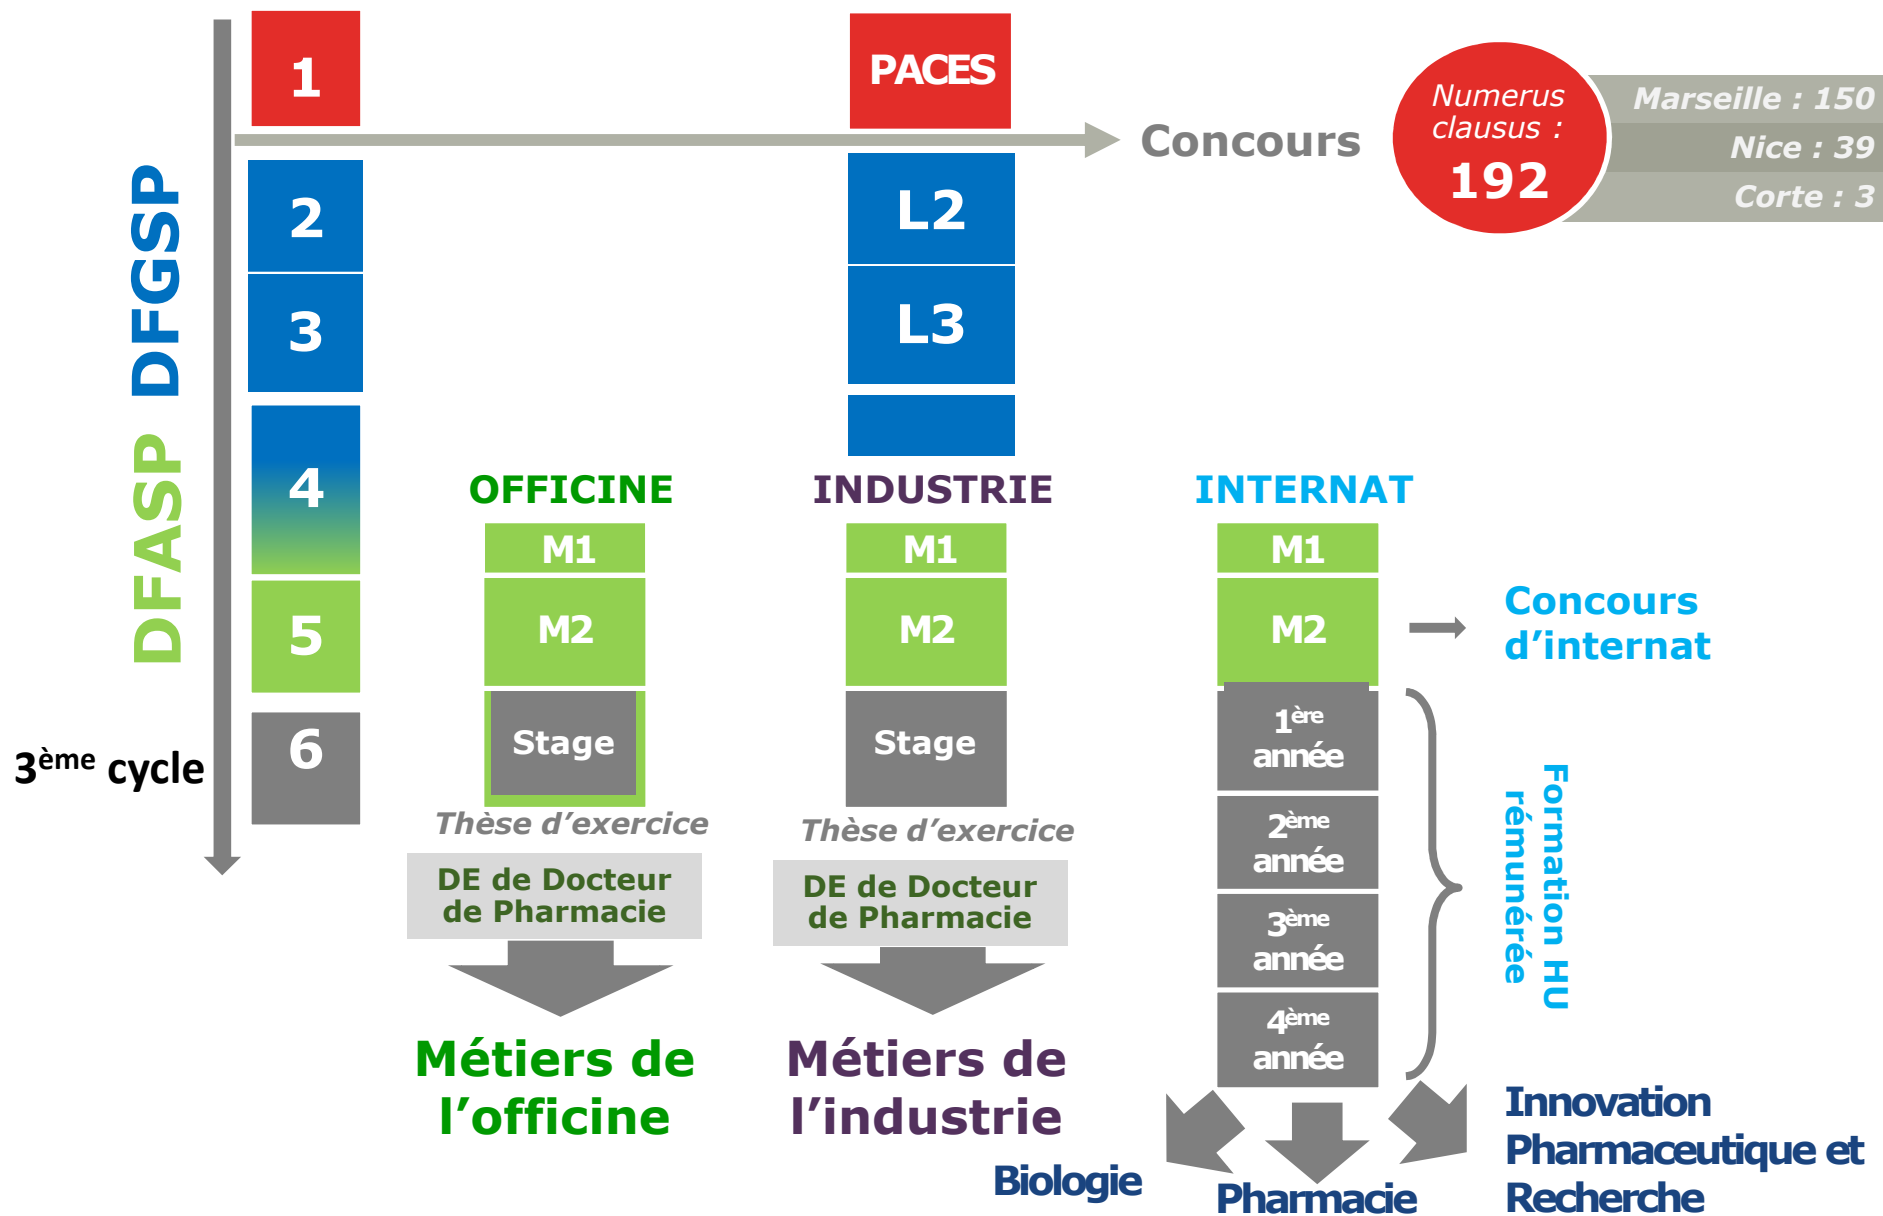 1
PACES
Concours
Numerus
clausus :
192
Marseille : 150
Nice : 39
Corte : 3
DFGSP
2
L2
3
L3
DFASP
4
OFFICINE
INDUSTRIE
INTERNAT
M1
M1
M1
5
M2
M2
M2
Concours
d’internat
3ème cycle
6
Stage
Stage
1ère
année
2ème
année
3ème
année
4ème
année
Formation HU
rémunérée
Thèse d’exercice
Thèse d’exercice
DE de Docteur
de Pharmacie
DE de Docteur
de Pharmacie
Métiers de
l’officine
Métiers de
l’industrie
Biologie
Pharmacie
Innovation
Pharmaceutique et
Recherche